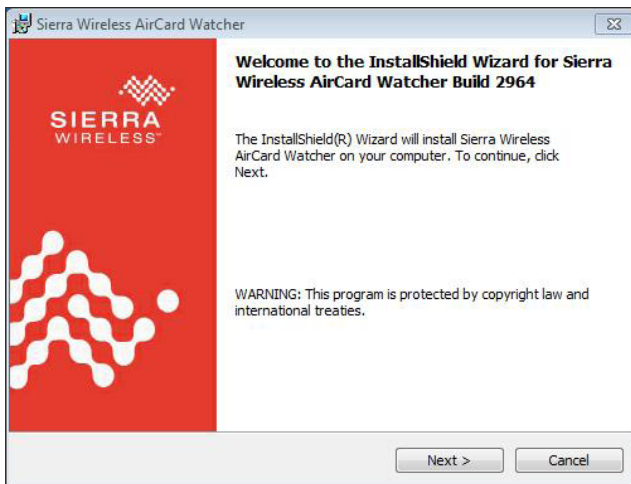 Sierra Wireless AirCard Watcher
SIERRA
WIRELESS™
Welcome to the InstallShield Wizard for Sierra
Wireless AirCard Watcher Build 2964
The InstallShield(R) Wizard will install Sierra Wireless
AirCard Watcher on your computer. To continue, click
Next.
WARNING: This program is protected by copyright law and
international treaties.
Next >
Cancel